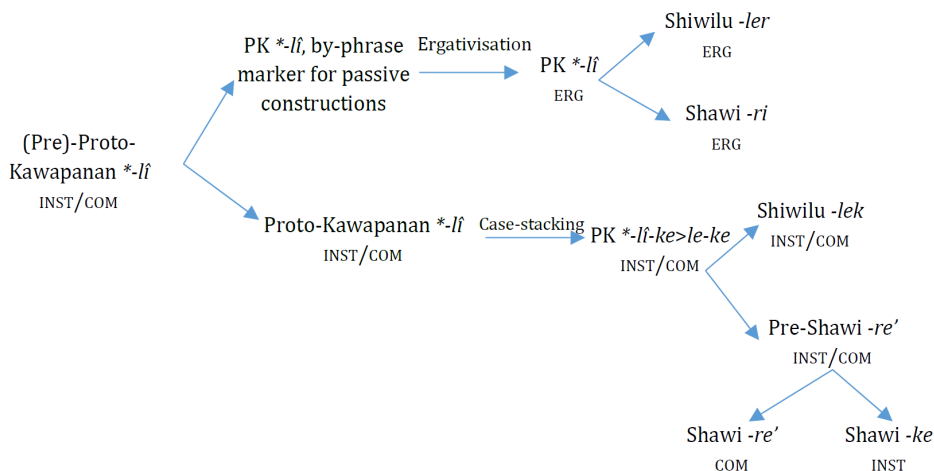 Shiwilu -ler
ERG
PK *-lî, by-phrase
marker for passive
constructions
Ergativisation
PK *-lî
ERG
Shawi -ri
ERG
(Pre)-Proto-
Kawapanan *-lî
INST/COM
Proto-Kawapanan *-lî
INST/COM
Case-stacking
PK *-lî-ke>le-ke
INST/COM
Shiwilu -lek
INST/COM
Pre-Shawi -re’
INST/COM
Shawi -re’
COM
Shawi -ke
INST